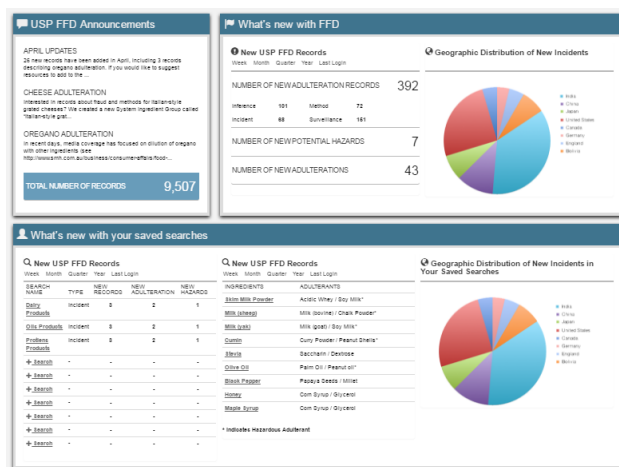 USP FFD Announcements
APRIL UPDATES
26 new records have been added in April, including 3 records
describing oregano adulteration. If you would like to suggest
resources to add to the ...
CHEESE ADULTERATION
Interested in records about fraud and methods for Italian-style
grated cheeses? We created a new System Ingredient Group called
"Italian-style grat...
OREGANO ADULTERATION
In recent days, media coverage has focused on dilution of oregano
with other ingredients (see
http://www.smh.com.au/business/consumer-affairs/food-...
TOTAL NUMBER OF RECORDS 9,507
What's new with FFD
New USP FFD Records
Week Month Quarter Year Last Login
NUMBER OF NEW ADULTERATION RECORDS 392
Inference 101 Method 72
Incident 58 Surveillance 161
NUMBER OF NEW POTENTIAL HAZARDS 7
NUMBER OF NEW ADULTERATIONS 43
Geographic Distribution of New Incidents
India
China
Japan
United States
Canada
Germany
England
Bolivia
What's new with your saved searches
New USP FFD Records
Week Month Quarter Year Last Login
SEARCH NAME TYPE NEW RECORDS NEW ADULTERATION NEW HAZARDS
Dairy Products Incident 3 2 1
Oils Products Incident 3 2 1
Proteins Products Incident 3 2 1
+ Search - - - -
+ Search - - - -
+ Search - - - -
+ Search - - - -
+ Search - - - -
+ Search - - - -
+ Search - - - -
New USP FFD Records
Week Month Quarter Year Last Login
INGREDIENTS ADULTERANTS
Skim Milk Powder Acidic Whey / Soy Milk*
Milk (sheep) Milk (bovine) / Chalk Powder*
Milk (yak) Milk (goat) / Soy Milk*
Cumin Curry Powder / Peanut Shells*
Stevia Saccharin / Dextrose
Olive Oil Palm Oil / Peanut oil*
Black Pepper Papaya Seeds / Millet
Honey Corn Syrup / Glycerol
Maple Syrup Corn Syrup / Glycerol
* Indicates Hazardous Adulterant
Geographic Distribution of New Incidents in
Your Saved Searches
India
China
Japan
United States
Canada
Germany
England
Bolivia